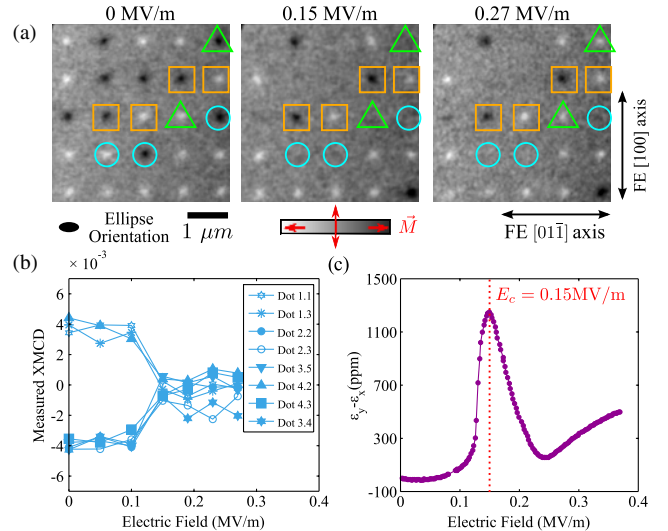 (a)
0 MV/m
0.15 MV/m
0.27 MV/m
FE [100] axis
Ellipse
Orientation
1 μm
M⃗
FE [011̄] axis
(b)
× 10⁻³
Measured XMCD
6
4
2
0
-2
-4
-6
0
0.1
0.2
0.3
0.4
Electric Field (MV/m)
Dot 1.1
Dot 1.3
Dot 2.2
Dot 2.3
Dot 3.5
Dot 4.2
Dot 4.3
Dot 3.4
(c)
εy-εx(ppm)
1500
1100
700
300
-100
0
0.1
0.2
0.3
0.4
Electric Field (MV/m)
Ec = 0.15MV/m